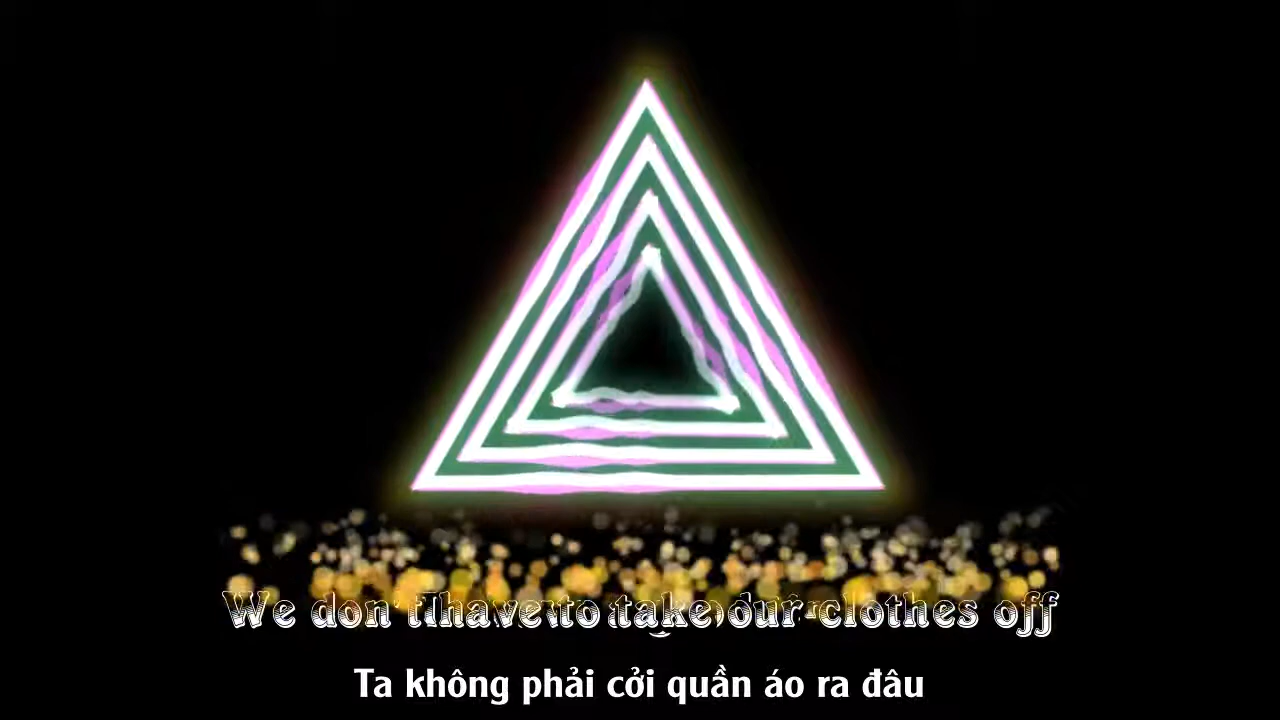 We don't have to take our clothes off
Ta không phải cởi quần áo ra đâu